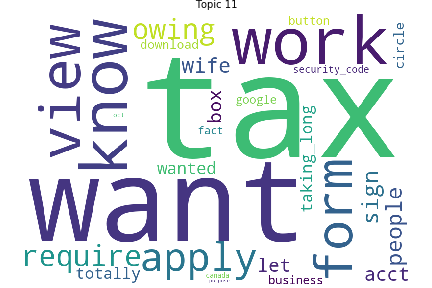 Topic 11
button
owing
work
circle
download
view
know
wife
security_code
tax
box
google
fact
wanted
taking_long
want
form
sign
people
require
apply
let
acct
totally
canada
business
purpose